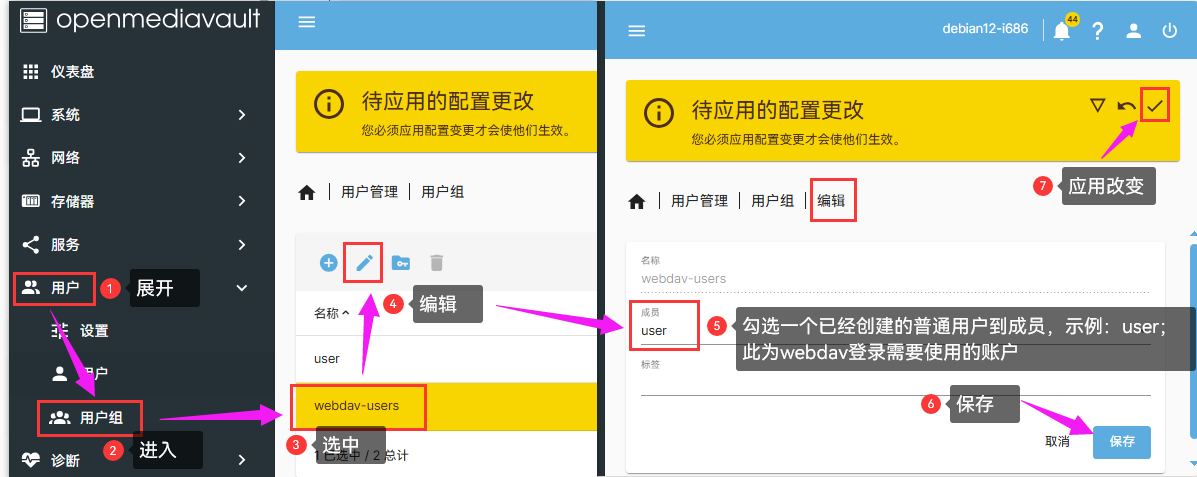 openmediavault
仪表盘
系统
网络
存储器
服务
用户
1 展开
设置
用户
用户组
2 进入
诊断
待应用的配置更改
您必须应用配置变更才会使他们生效。
用户管理 用户组
4 编辑
名称
user
webdav-users
3 选中
1 已选中 / 2 总计
debian12-i686
44
待应用的配置更改
您必须应用配置变更才会使他们生效。
7 应用改变
用户管理 用户组 编辑
名称
webdav-users
成员
user
5 勾选一个已经创建的普通用户到成员，示例：user；
此为webdav登录需要使用的账户
标签
6 保存
取消 保存